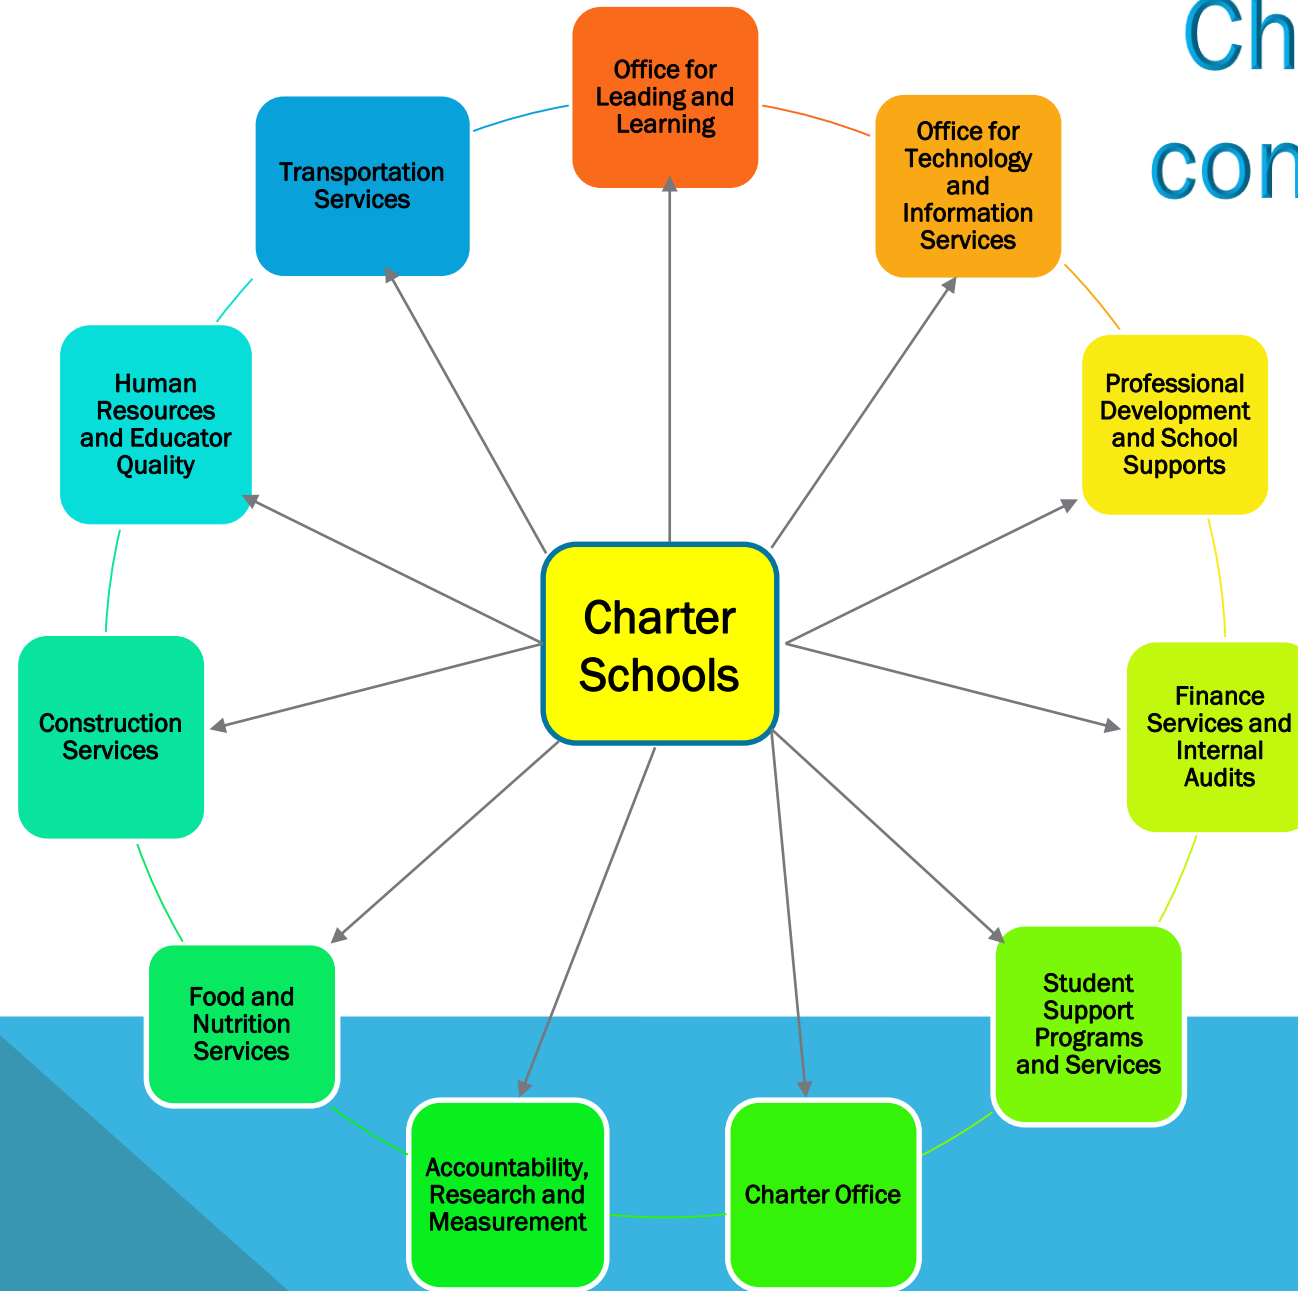 Office for
Leading and
Learning
Office for
Technology
and
Information
Services
Professional
Development
and School
Supports
Finance
Services and
Internal
Audits
Student
Support
Programs
and Services
Charter Office
Accountability,
Research and
Measurement
Food and
Nutrition
Services
Construction
Services
Human
Resources
and Educator
Quality
Transportation
Services
Charter
Schools